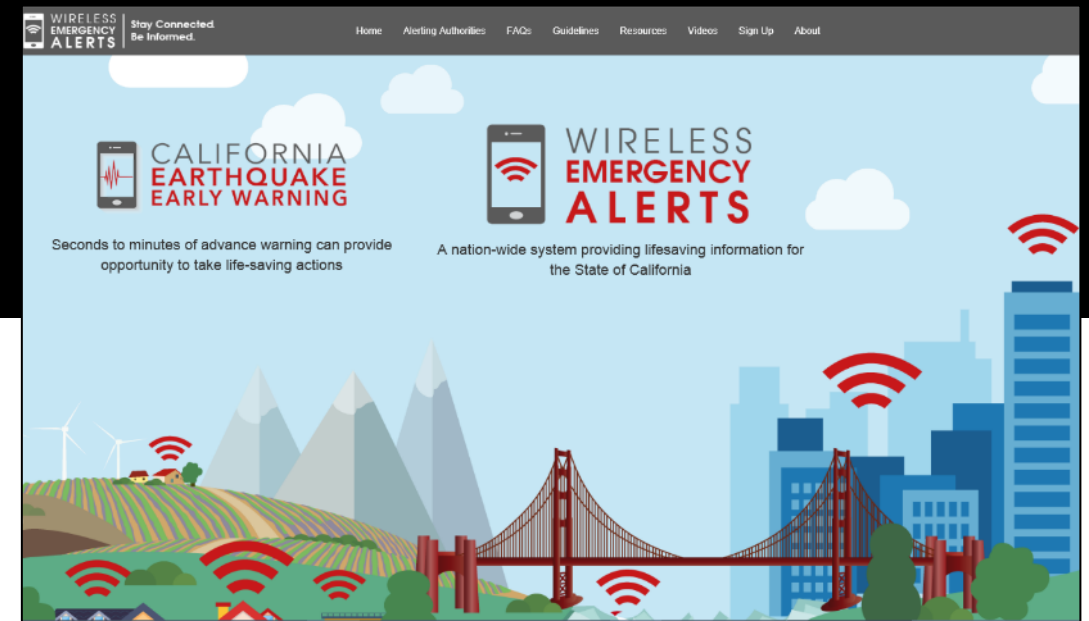 WIRELESS
EMERGENCY
ALERTS
Stay Connected.
Be Informed.
Home Alerting Authorities FAQs Guidelines Resources Videos Sign Up About
CALIFORNIA
EARTHQUAKE
EARLY WARNING
Seconds to minutes of advance warning can provide
opportunity to take life-saving actions
WIRELESS
EMERGENCY
ALERTS
A nation-wide system providing lifesaving information for
the State of California